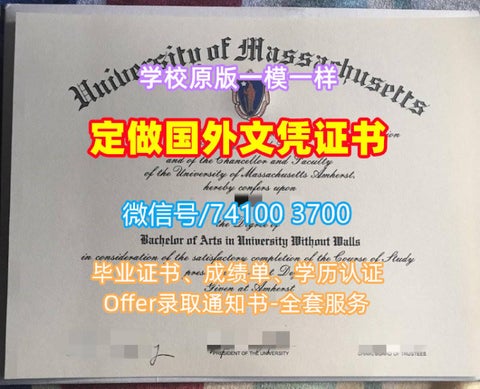 University of Massachusetts
学校原版一模一样
定做国外文凭证书
and of the Chancellor and Faculty
of the University of Massachusetts Amherst,
hereby confers upon
微信号/74100 3700
the Degree of
Bachelor of Arts in University Without Walls
in consideration of the satisfactory completion of the Course of Study
毕业证书、成绩单、学历认证
Given at Amherst
Offer录取通知书-全套服务
PRESIDENT OF THE UNIVERSITY
CHAIR, BOARD OF TRUSTEES